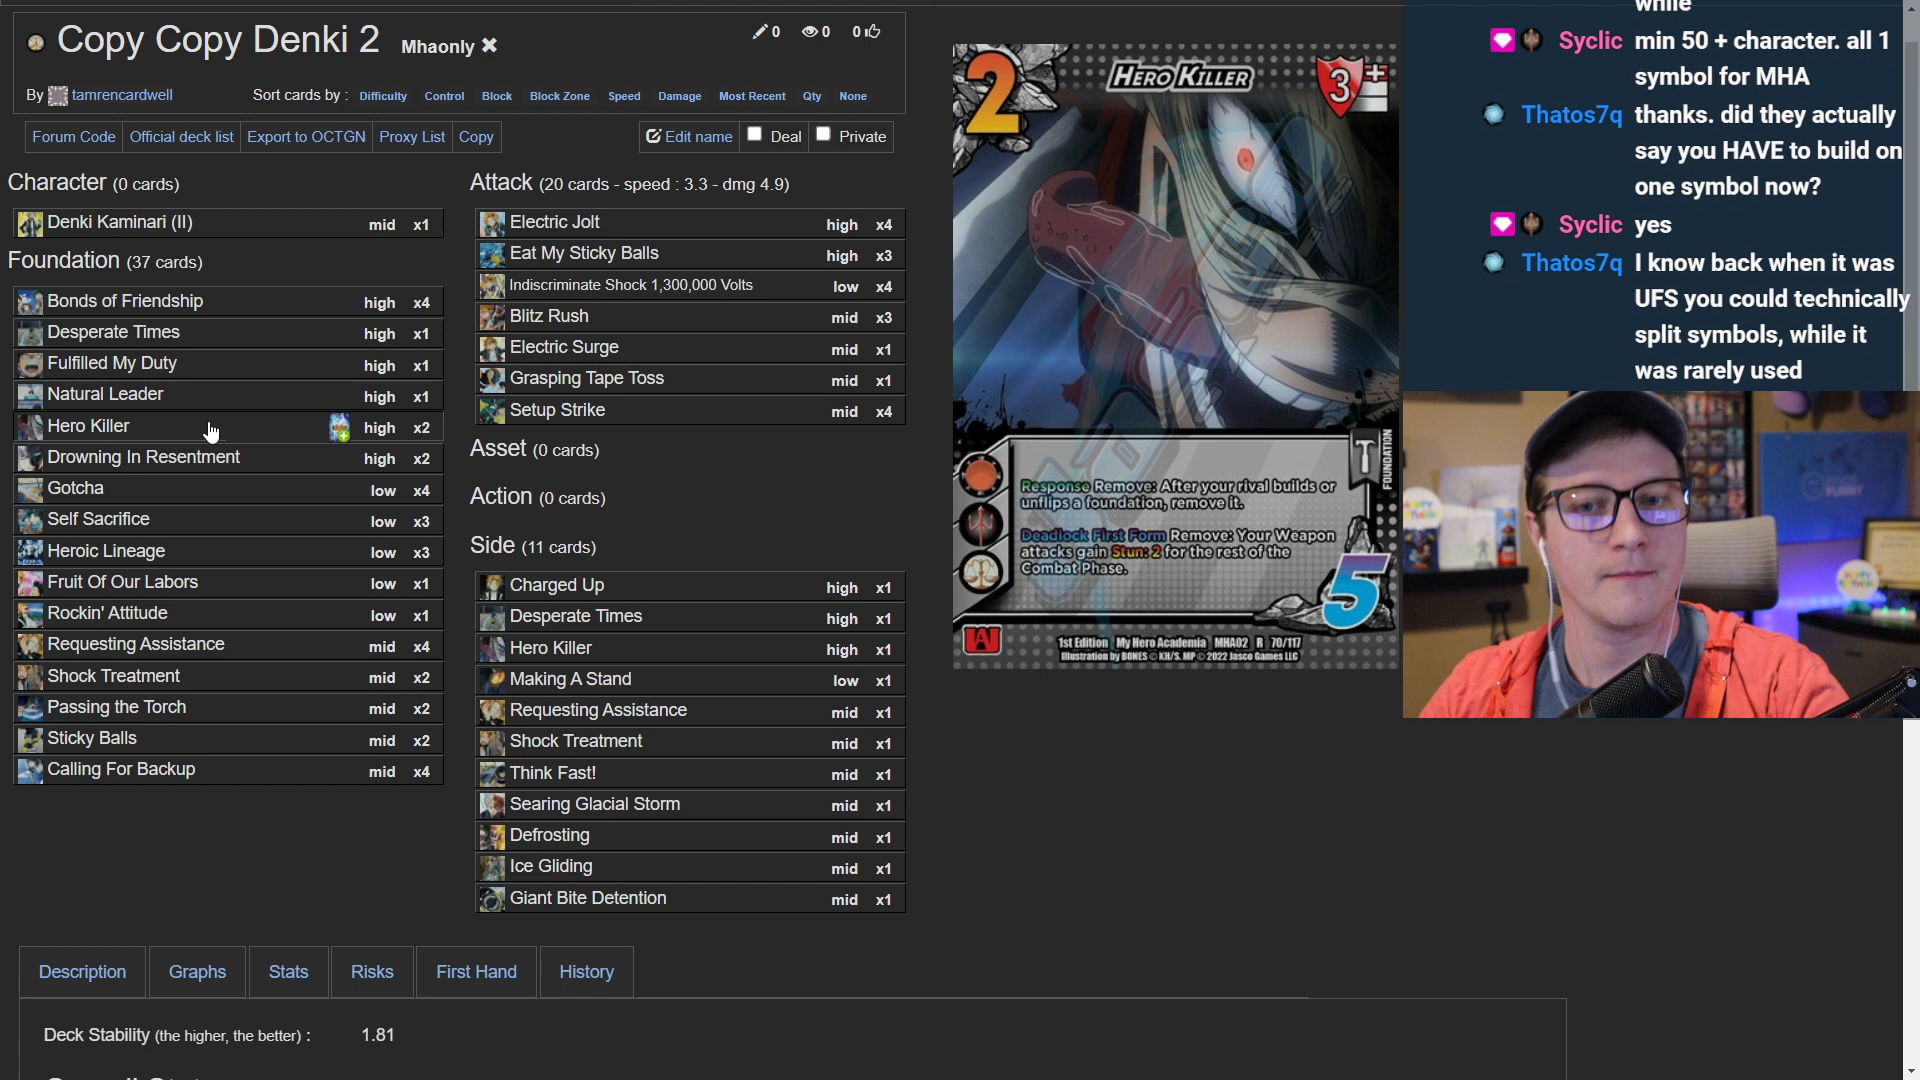 Copy Copy Denki 2 Mhaonly
0 0 0
By tamrencardwell
Sort cards by : Difficulty Control Block Block Zone Speed Damage Most Recent Qty None
Forum Code Official deck list Export to OCTGN Proxy List Copy
Edit name Deal Private
Character (0 cards)
Denki Kaminari (II) mid x1
Foundation (37 cards)
Bonds of Friendship high x4
Desperate Times high x1
Fulfilled My Duty high x1
Natural Leader high x1
Hero Killer high x2
Drowning In Resentment high x2
Gotcha low x4
Self Sacrifice low x3
Heroic Lineage low x3
Fruit Of Our Labors low x1
Rockin' Attitude low x1
Requesting Assistance mid x4
Shock Treatment mid x2
Passing the Torch mid x2
Sticky Balls mid x2
Calling For Backup mid x4
Attack (20 cards - speed : 3.3 - dmg 4.9)
Electric Jolt high x4
Eat My Sticky Balls high x3
Indiscriminate Shock 1,300,000 Volts low x4
Blitz Rush mid x3
Electric Surge mid x1
Grasping Tape Toss mid x1
Setup Strike mid x4
Asset (0 cards)
Action (0 cards)
Side (11 cards)
Charged Up high x1
Desperate Times high x1
Hero Killer high x1
Making A Stand low x1
Requesting Assistance mid x1
Shock Treatment mid x1
Think Fast! mid x1
Searing Glacial Storm mid x1
Defrosting mid x1
Ice Gliding mid x1
Giant Bite Detention mid x1
Description Graphs Stats Risks First Hand History
Deck Stability (the higher, the better) : 1.81
2 HERO KILLER 3+
FOUNDATION
Response Remove: After your rival builds or
unflips a foundation, remove it.
Deadlock First Form Remove: Your Weapon
attacks gain Stun: 2 for the rest of the
Combat Phase.
5
1st Edition My Hero Academia MHA02 R 70/117
Illustration by BONES © KH/S, MP © 2022 Jasco Games LLC
while
Syclic min 50 + character. all 1
symbol for MHA
Thatos7q thanks. did they actually
say you HAVE to build on
one symbol now?
Syclic yes
Thatos7q I know back when it was
UFS you could technically
split symbols, while it
was rarely used